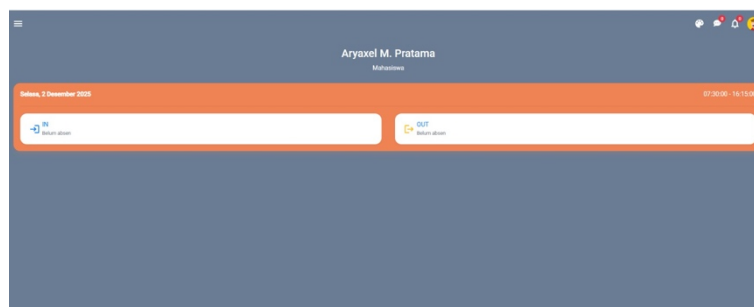 Aryaxel M. Pratama
Mahasiswa
Selasa, 2 Desember 2025
07:30:00 - 16:15:00
IN
Belum absen
OUT
Belum absen